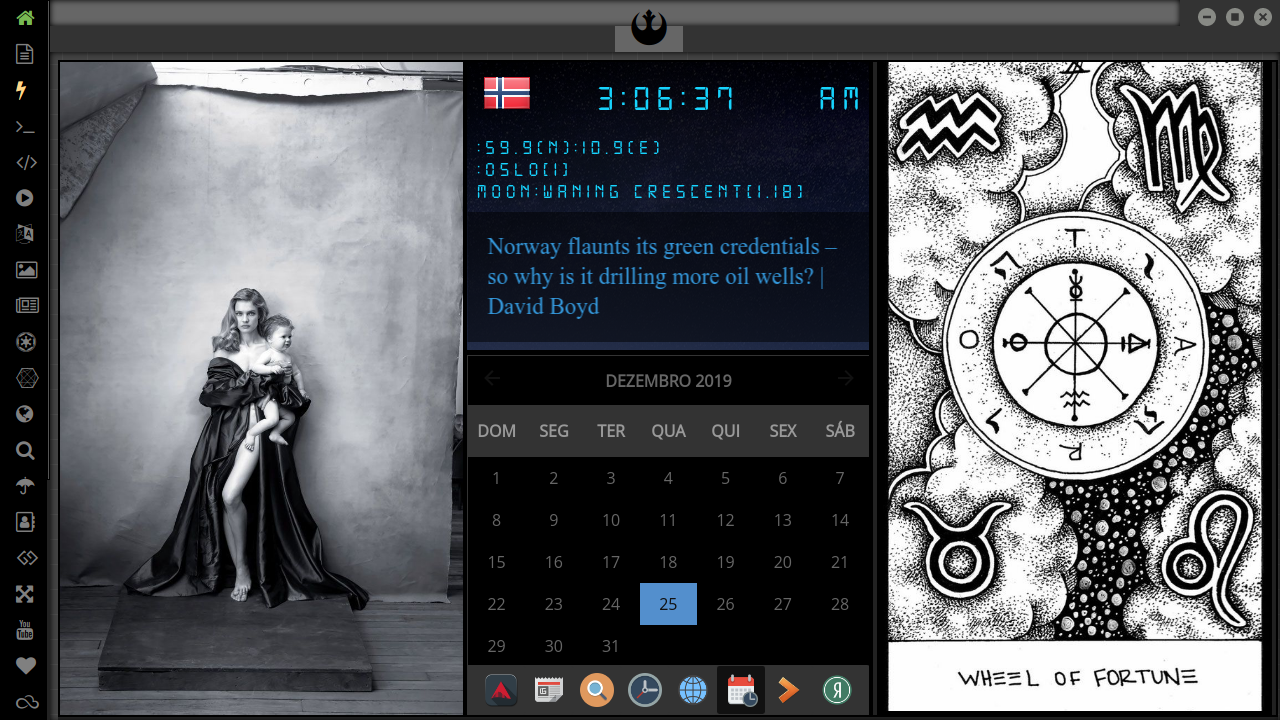 3:06:37 AM
:59.9(N):10.9(E)
:OSLO(1)
MOON:WANING CRESCENT(1.18)
Norway flaunts its green credentials –
so why is it drilling more oil wells? |
David Boyd
DEZEMBRO 2019
DOM SEG TER QUA QUI SEX SÁB
1 2 3 4 5 6 7
8 9 10 11 12 13 14
15 16 17 18 19 20 21
22 23 24 25 26 27 28
29 30 31
T
A
R
O
WHEEL OF FORTUNE
You
Tube